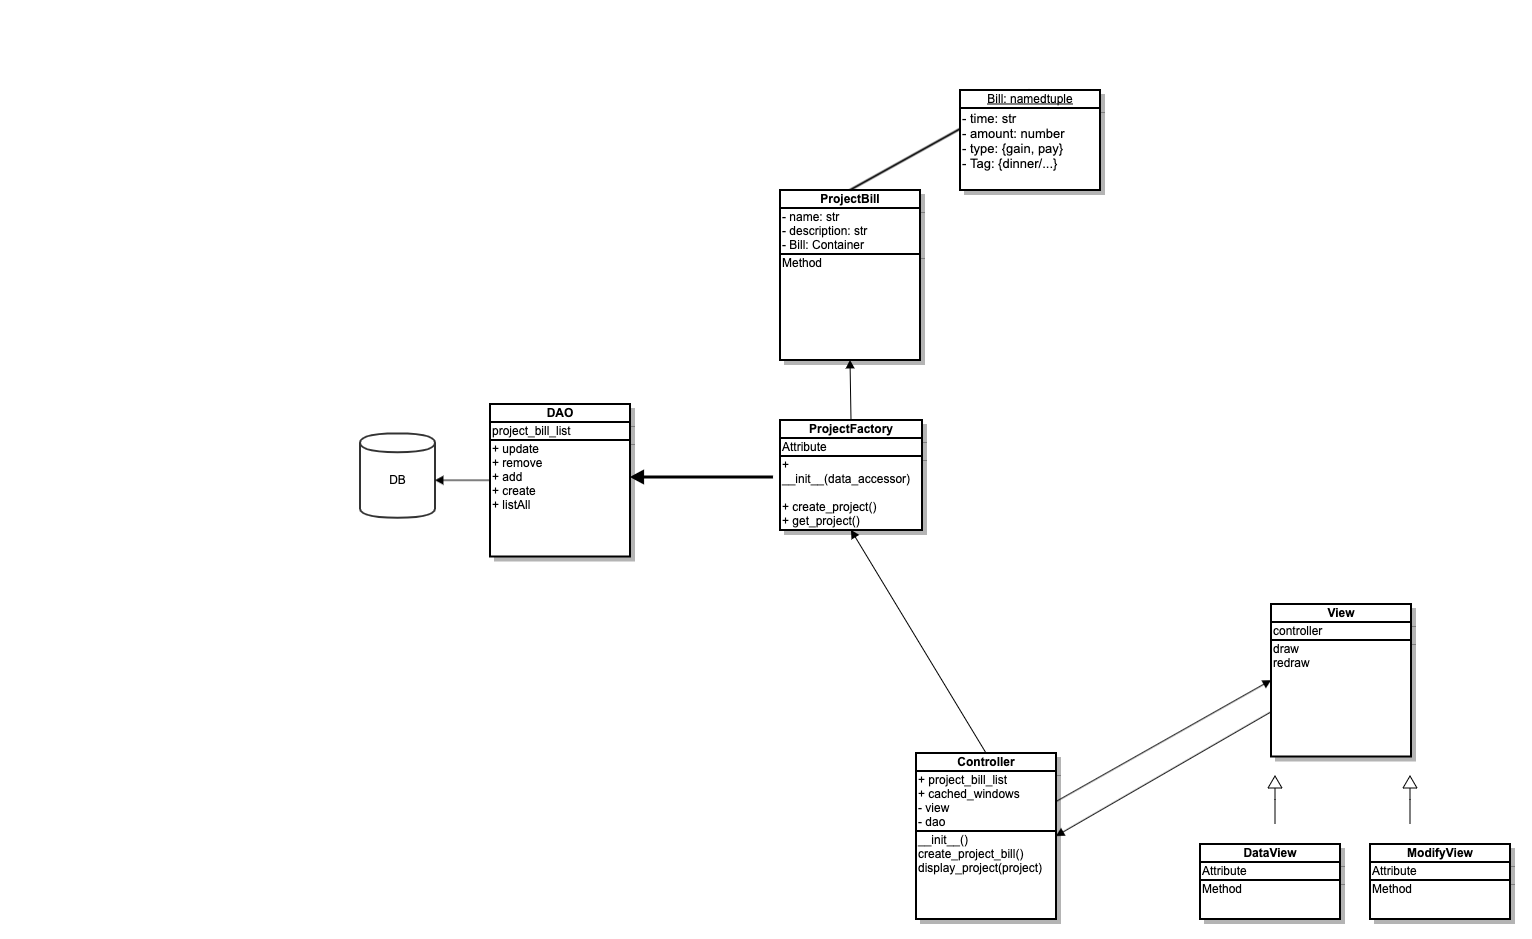 Bill: namedtuple
- time: str
- amount: number
- type: {gain, pay}
- Tag: {dinner/...}
ProjectBill
- name: str
- description: str
- Bill: Container
Method
DAO
project_bill_list
+ update
+ remove
+ add
+ create
+ listAll
DB
ProjectFactory
Attribute
+
__init__(data_accessor)
+ create_project()
+ get_project()
View
controller
draw
redraw
Controller
+ project_bill_list
+ cached_windows
- view
- dao
__init__()
create_project_bill()
display_project(project)
DataView
Attribute
Method
ModifyView
Attribute
Method